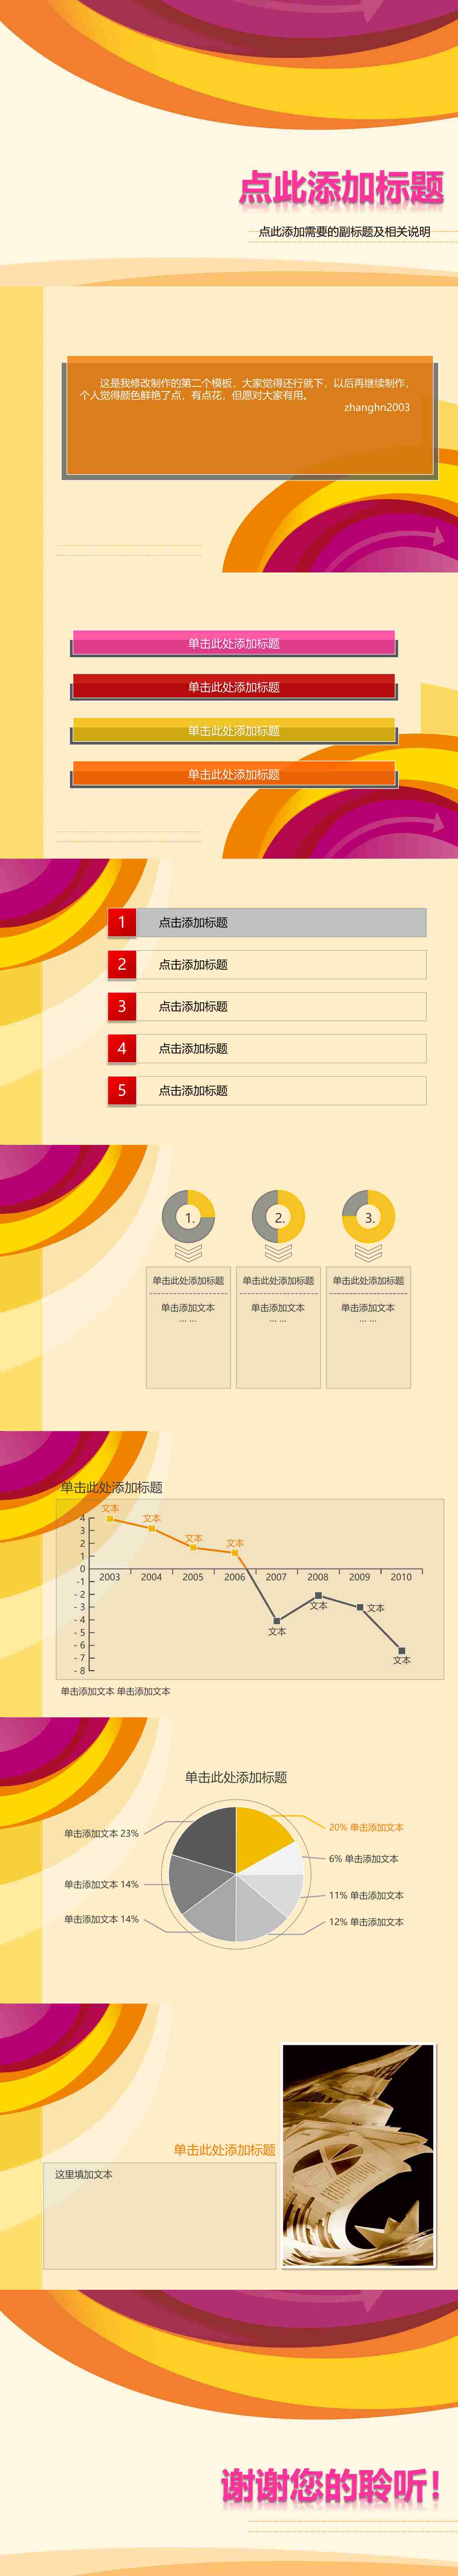 点此添加标题
点此添加需要的副标题及相关说明
这是我修改制作的第二个模板，大家觉得还行就下，以后再继续制作，
个人觉得颜色鲜艳了点，有点花，但愿对大家有用。
zhanghn2003
单击此处添加标题
单击此处添加标题
单击此处添加标题
单击此处添加标题
1 点击添加标题
2 点击添加标题
3 点击添加标题
4 点击添加标题
5 点击添加标题
1. 2. 3.
单击此处添加标题 单击此处添加标题 单击此处添加标题
单击添加文本 单击添加文本 单击添加文本
... ... ... ... ... ...
单击此处添加标题
文本
文本
文本
文本
文本
文本
文本
文本
4
3
2
1
0
-1
-2
-3
-4
-5
-6
-7
-8
2003 2004 2005 2006 2007 2008 2009 2010
单击添加文本 单击添加文本
单击此处添加标题
单击添加文本 23%
20% 单击添加文本
6% 单击添加文本
单击添加文本 14%
11% 单击添加文本
单击添加文本 14%
12% 单击添加文本
单击此处添加标题
这里填加文本
谢谢您的聆听！